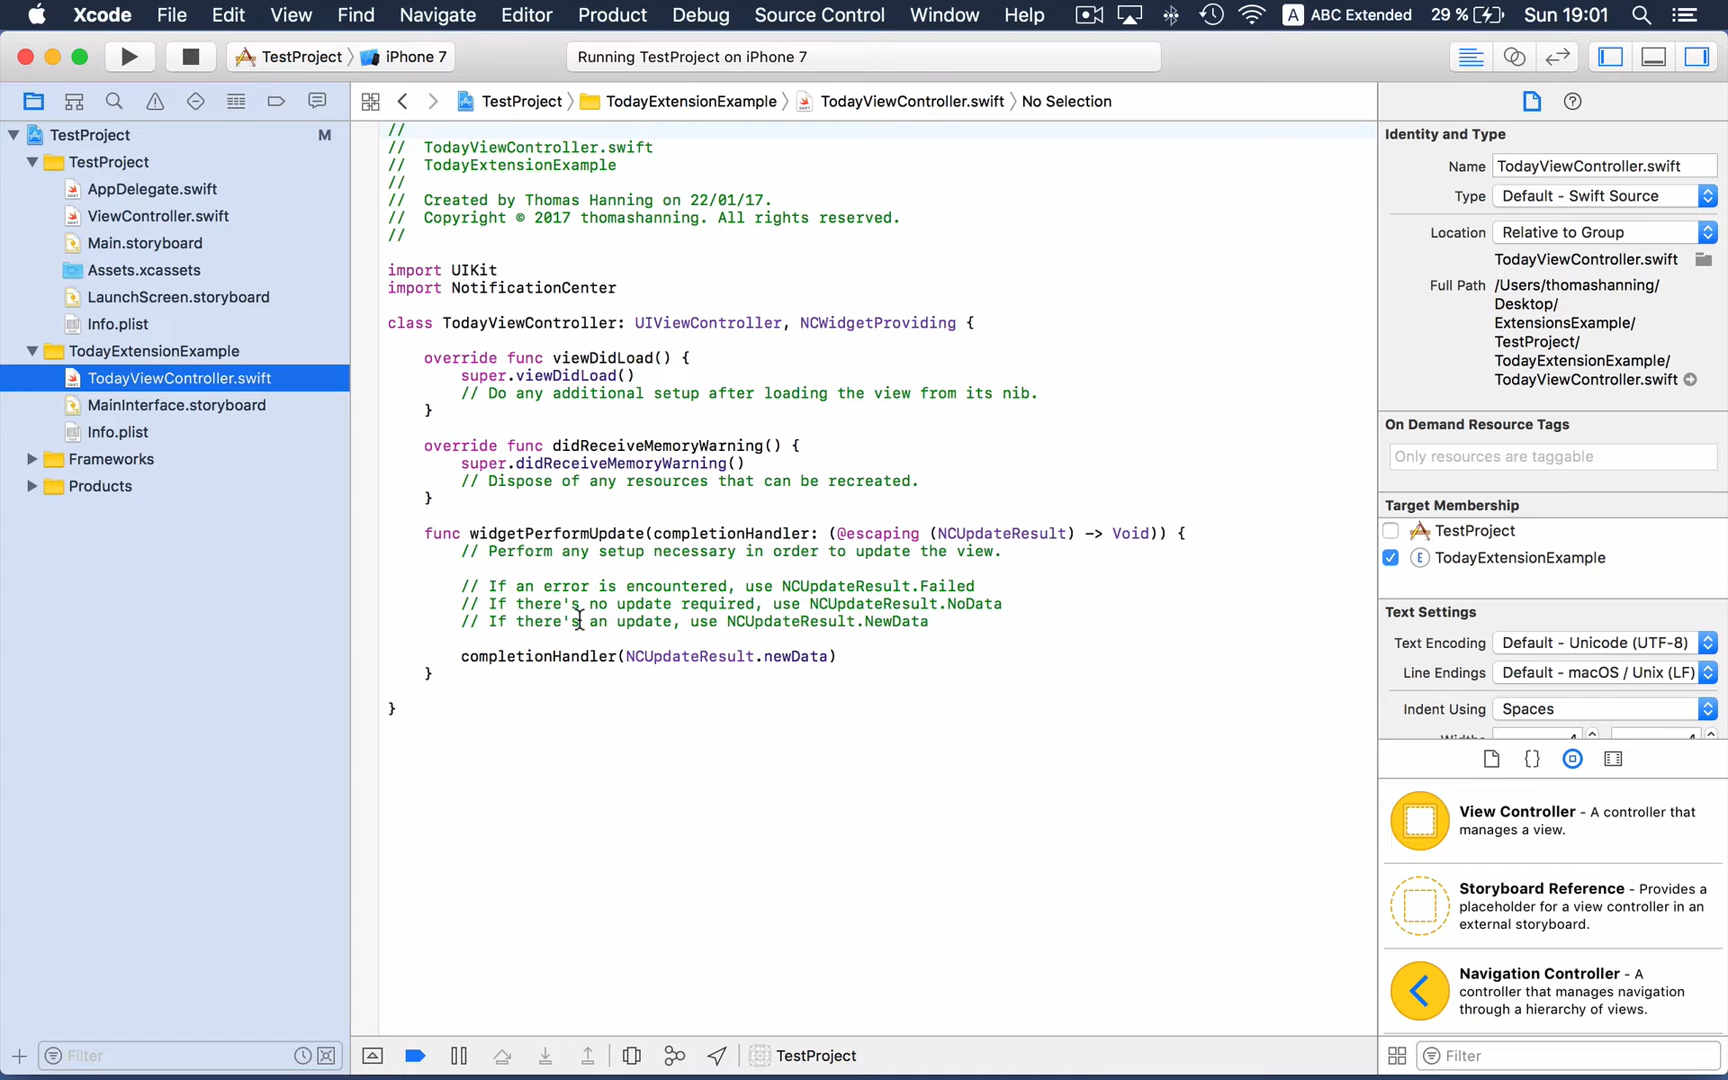 Xcode File Edit View Find Navigate Editor Product Debug Source Control Window Help A ABC Extended 29 % Sun 19:01
TestProject iPhone 7 Running TestProject on iPhone 7
TestProject TodayExtensionExample TodayViewController.swift No Selection
TestProject M
TestProject
AppDelegate.swift
ViewController.swift
Main.storyboard
Assets.xcassets
LaunchScreen.storyboard
Info.plist
TodayExtensionExample
TodayViewController.swift
MainInterface.storyboard
Info.plist
Frameworks
Products
Filter
//
// TodayViewController.swift
// TodayExtensionExample
//
// Created by Thomas Hanning on 22/01/17.
// Copyright © 2017 thomashanning. All rights reserved.
//
import UIKit
import NotificationCenter
class TodayViewController: UIViewController, NCWidgetProviding {
override func viewDidLoad() {
super.viewDidLoad()
// Do any additional setup after loading the view from its nib.
}
override func didReceiveMemoryWarning() {
super.didReceiveMemoryWarning()
// Dispose of any resources that can be recreated.
}
func widgetPerformUpdate(completionHandler: (@escaping (NCUpdateResult) -> Void)) {
// Perform any setup necessary in order to update the view.
// If an error is encountered, use NCUpdateResult.Failed
// If there's no update required, use NCUpdateResult.NoData
// If there's an update, use NCUpdateResult.NewData
completionHandler(NCUpdateResult.newData)
}
}
TestProject
Identity and Type
Name TodayViewController.swift
Type Default - Swift Source
Location Relative to Group
TodayViewController.swift
Full Path /Users/thomashanning/
Desktop/
ExtensionsExample/
TestProject/
TodayExtensionExample/
TodayViewController.swift
On Demand Resource Tags
Only resources are taggable
Target Membership
TestProject
E TodayExtensionExample
Text Settings
Text Encoding Default - Unicode (UTF-8)
Line Endings Default - macOS / Unix (LF)
Indent Using Spaces
Widths 4 4
{}
View Controller - A controller that
manages a view.
Storyboard Reference - Provides a
placeholder for a view controller in an
external storyboard.
Navigation Controller - A
controller that manages navigation
through a hierarchy of views.
Filter